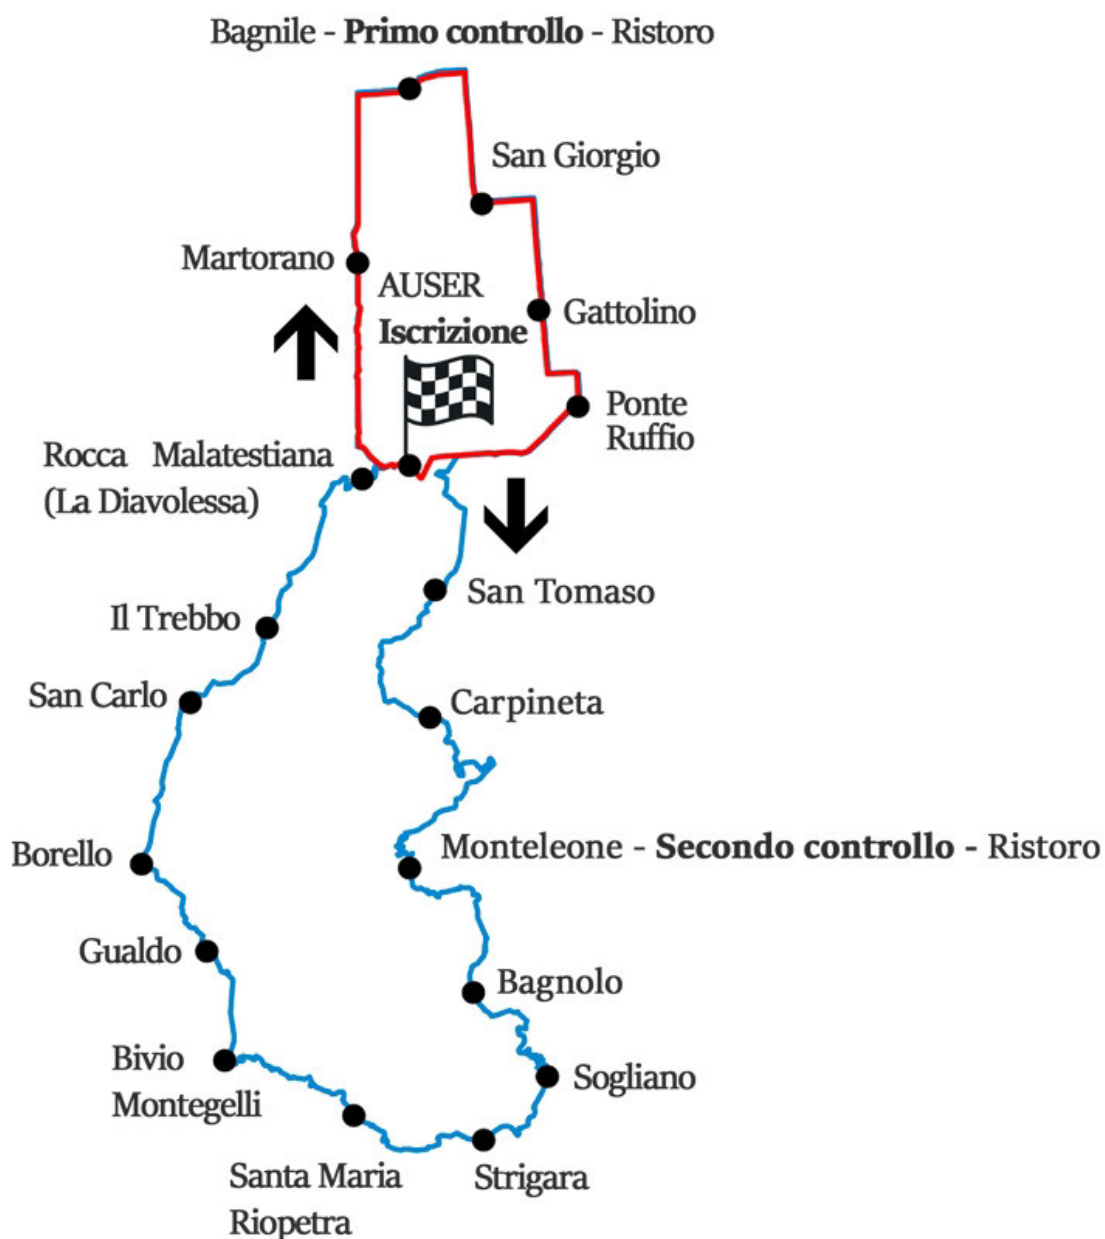 Bagnile - Primo controllo - Ristoro
San Giorgio
Martorano
AUSER
Iscrizione
Gattolino
Ponte
Ruffio
Rocca Malatestiana
(La Diavolessa)
San Tomaso
Il Trebbo
San Carlo
Carpineta
Monteleone - Secondo controllo - Ristoro
Borello
Gualdo
Bagnolo
Bivio
Montegelli
Sogliano
Santa Maria
Riopetra
Strigara